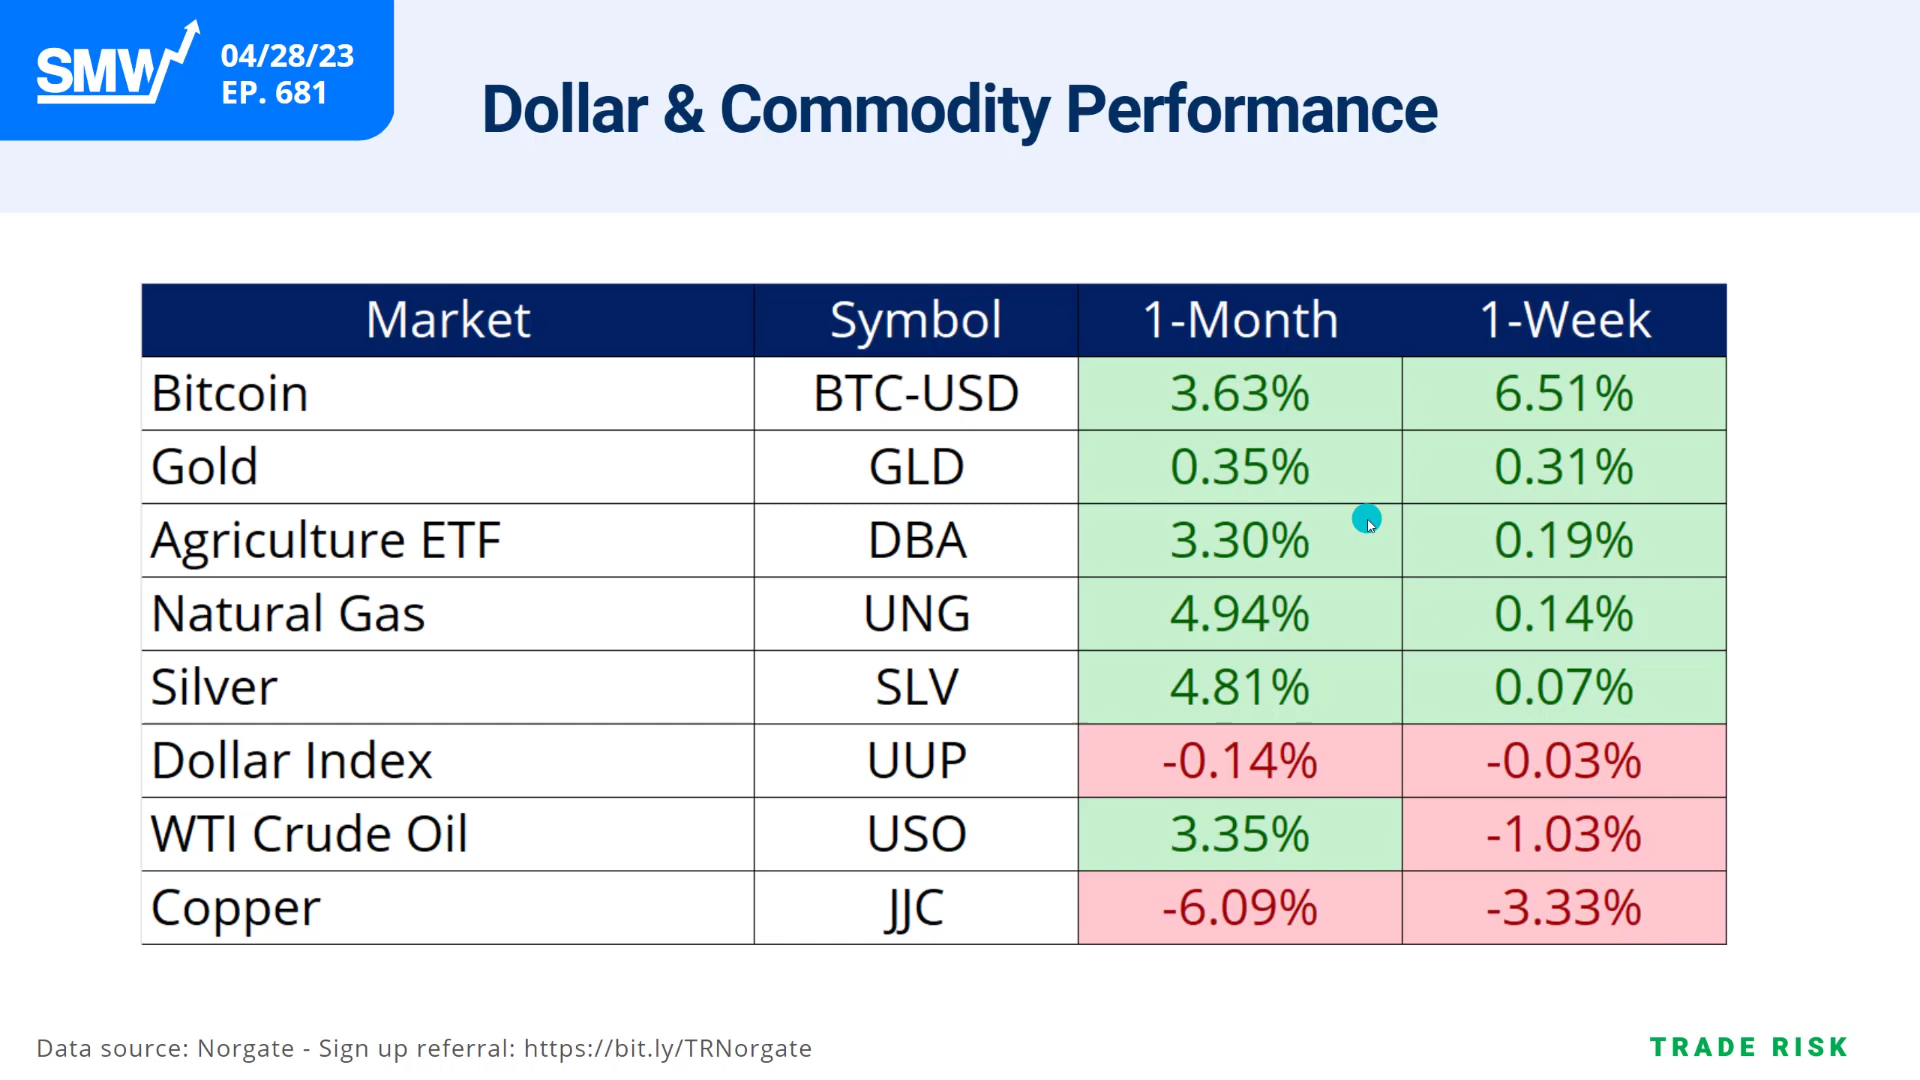 SMW
04/28/23
EP. 681
Dollar & Commodity Performance
Market Symbol 1-Month 1-Week
Bitcoin BTC-USD 3.63% 6.51%
Gold GLD 0.35% 0.31%
Agriculture ETF DBA 3.30% 0.19%
Natural Gas UNG 4.94% 0.14%
Silver SLV 4.81% 0.07%
Dollar Index UUP -0.14% -0.03%
WTI Crude Oil USO 3.35% -1.03%
Copper JJC -6.09% -3.33%
Data source: Norgate - Sign up referral: https://bit.ly/TRNorgate
TRADE RISK